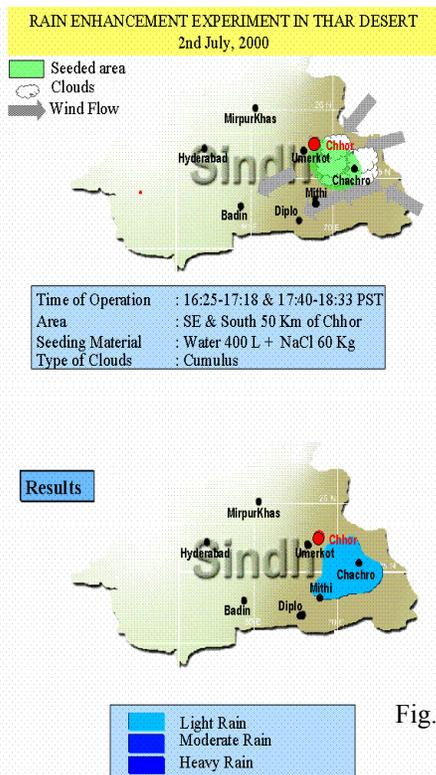 RAIN ENHANCEMENT EXPERIMENT IN THAR DESERT
2nd July, 2000
Seeded area
Clouds
Wind Flow
25 N
MirpurKhas
Chhor
Hyderabad
Umerkot
Sindh
Chachro
Mithi
Badin
Diplo
Time of Operation : 16:25-17:18 & 17:40-18:33 PST
Area : SE & South 50 Km of Chhor
Seeding Material : Water 400 L + NaCl 60 Kg
Type of Clouds : Cumulus
Results
25 N
MirpurKhas
Chhor
Hyderabad
Umerkot
Sindh
Chachro
Mithi
Badin
Diplo
Fig.
Light Rain
Moderate Rain
Heavy Rain